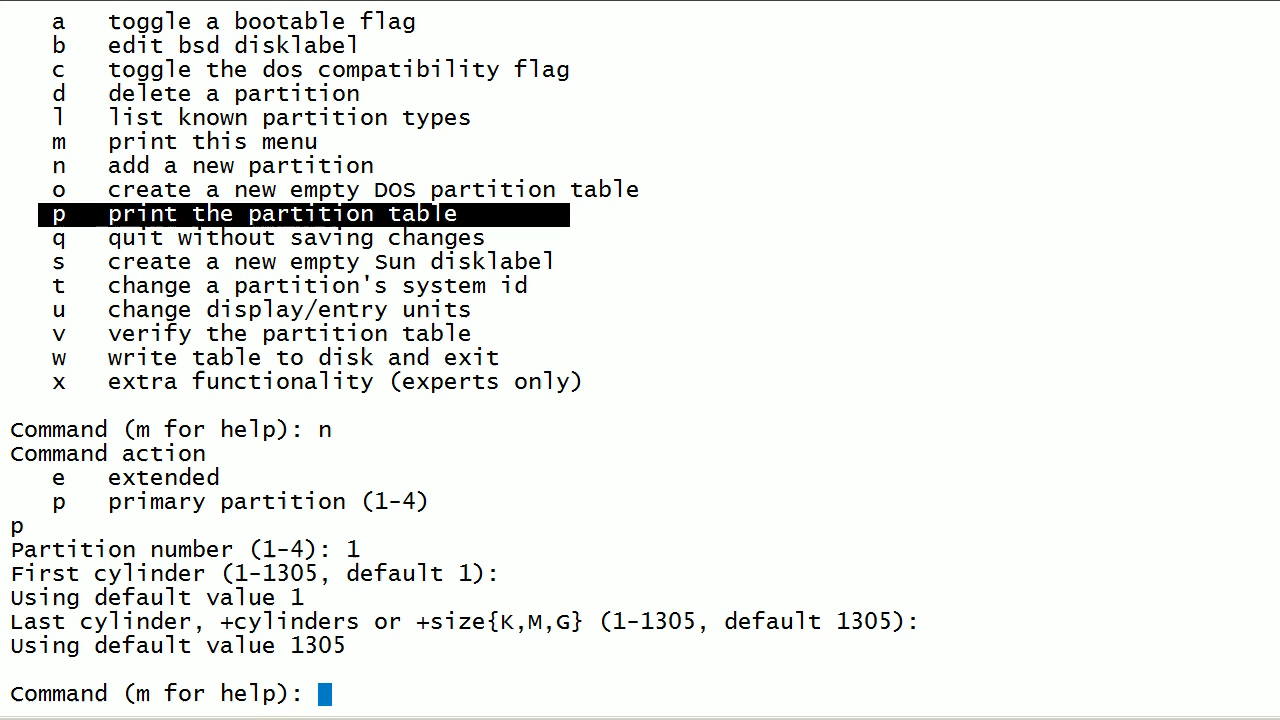 a   toggle a bootable flag
b   edit bsd disklabel
c   toggle the dos compatibility flag
d   delete a partition
l   list known partition types
m   print this menu
n   add a new partition
o   create a new empty DOS partition table
p   print the partition table
q   quit without saving changes
s   create a new empty Sun disklabel
t   change a partition's system id
u   change display/entry units
v   verify the partition table
w   write table to disk and exit
x   extra functionality (experts only)
Command (m for help): n
Command action
e   extended
p   primary partition (1-4)
p
Partition number (1-4): 1
First cylinder (1-1305, default 1):
Using default value 1
Last cylinder, +cylinders or +size{K,M,G} (1-1305, default 1305):
Using default value 1305
Command (m for help):